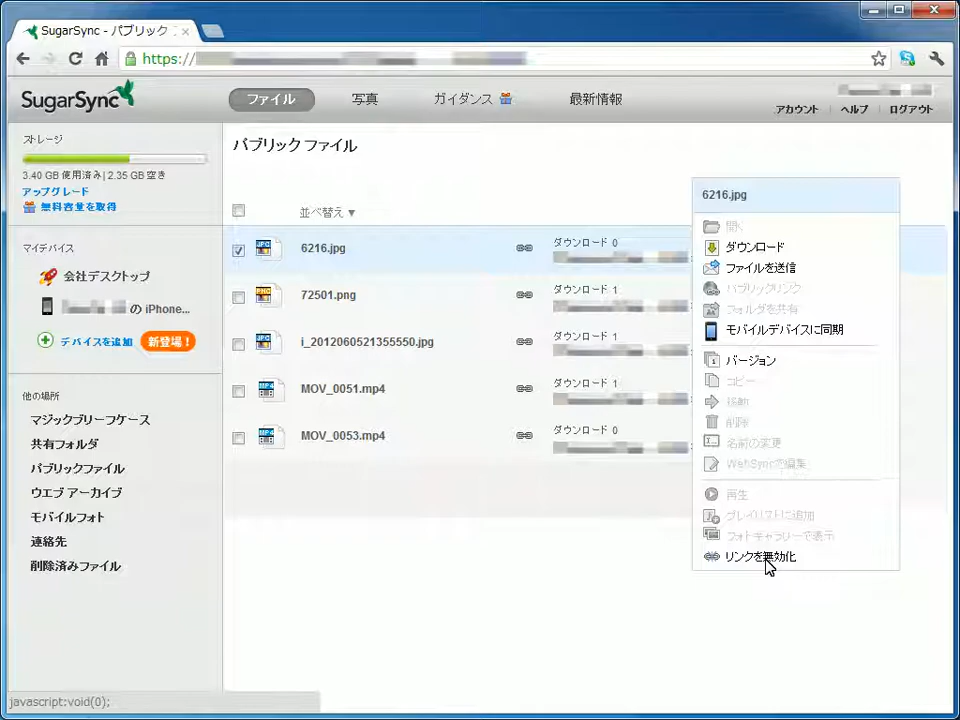 SugarSync - パブリック
https://
SugarSync
ファイル
写真
ガイダンス
最新情報
アカウント
ヘルプ
ログアウト
ストレージ
3.40 GB 使用済み| 2.35 GB 空き
アップグレード
無料容量を取得
マイデバイス
会社デスクトップ
の iPhone...
デバイスを追加
新登場!
他の場所
マジックブリーフケース
共有フォルダ
パブリックファイル
ウエブ アーカイブ
モバイルフォト
連絡先
削除済みファイル
パブリック ファイル
並べ替え ▼
6216.jpg
ダウンロード 0
72501.png
ダウンロード 1
i_2012060521355550.jpg
ダウンロード 1
MOV_0051.mp4
ダウンロード 1
MOV_0053.mp4
ダウンロード 0
6216.jpg
開く
ダウンロード
ファイルを送信
パブリックリンク
フォルダを共有
モバイルデバイスに同期
バージョン
コピー
移動
削除
名前の変更
WebSyncを編集
再生
プレイリストに追加
フォトギャラリーで表示
リンクを無効化
javascript:void(0);